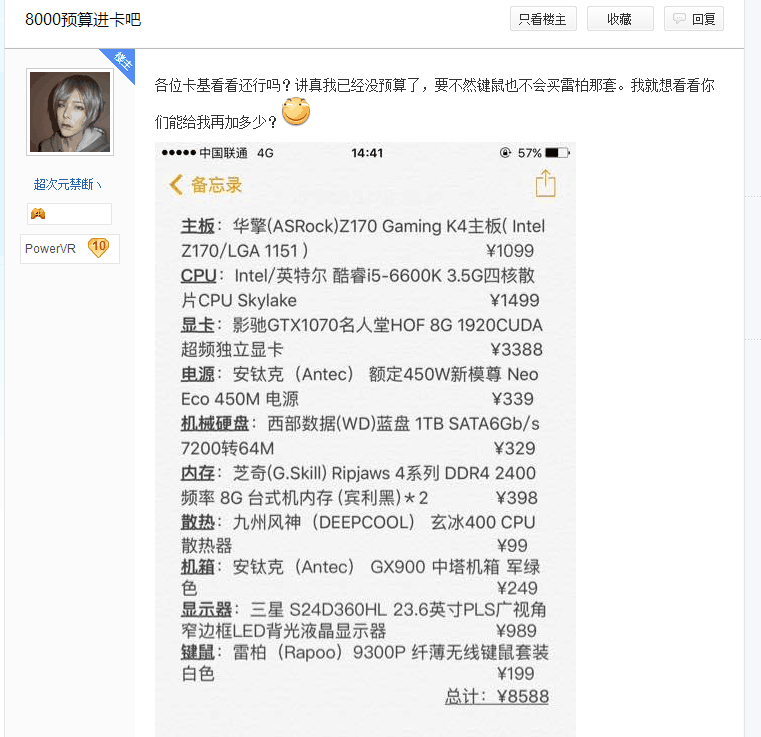 8000预算进卡吧
只看楼主
收藏
回复
楼主
各位卡基看看还行吗？讲真我已经没预算了，要不然键鼠也不会买雷柏那套。我就想看看你
们能给我再加多少？
超次元禁断ヽ
PowerVR 10
中国联通 4G 14:41 57%
备忘录
主板：华擎(ASRock)Z170 Gaming K4主板( Intel
Z170/LGA 1151 ) ¥1099
CPU：Intel/英特尔 酷睿i5-6600K 3.5G四核散
片CPU Skylake ¥1499
显卡：影驰GTX1070名人堂HOF 8G 1920CUDA
超频独立显卡 ¥3388
电源：安钛克（Antec） 额定450W新模尊 Neo
Eco 450M 电源 ¥339
机械硬盘：西部数据(WD)蓝盘 1TB SATA6Gb/s
7200转64M ¥329
内存：芝奇(G.Skill) Ripjaws 4系列 DDR4 2400
频率 8G 台式机内存 (宾利黑)＊2 ¥398
散热：九州风神（DEEPCOOL） 玄冰400 CPU
散热器 ¥99
机箱：安钛克（Antec） GX900 中塔机箱 军绿
色 ¥249
显示器：三星 S24D360HL 23.6英寸PLS广视角
窄边框LED背光液晶显示器 ¥989
键鼠：雷柏（Rapoo）9300P 纤薄无线键鼠套装
白色 ¥199
总计：¥8588